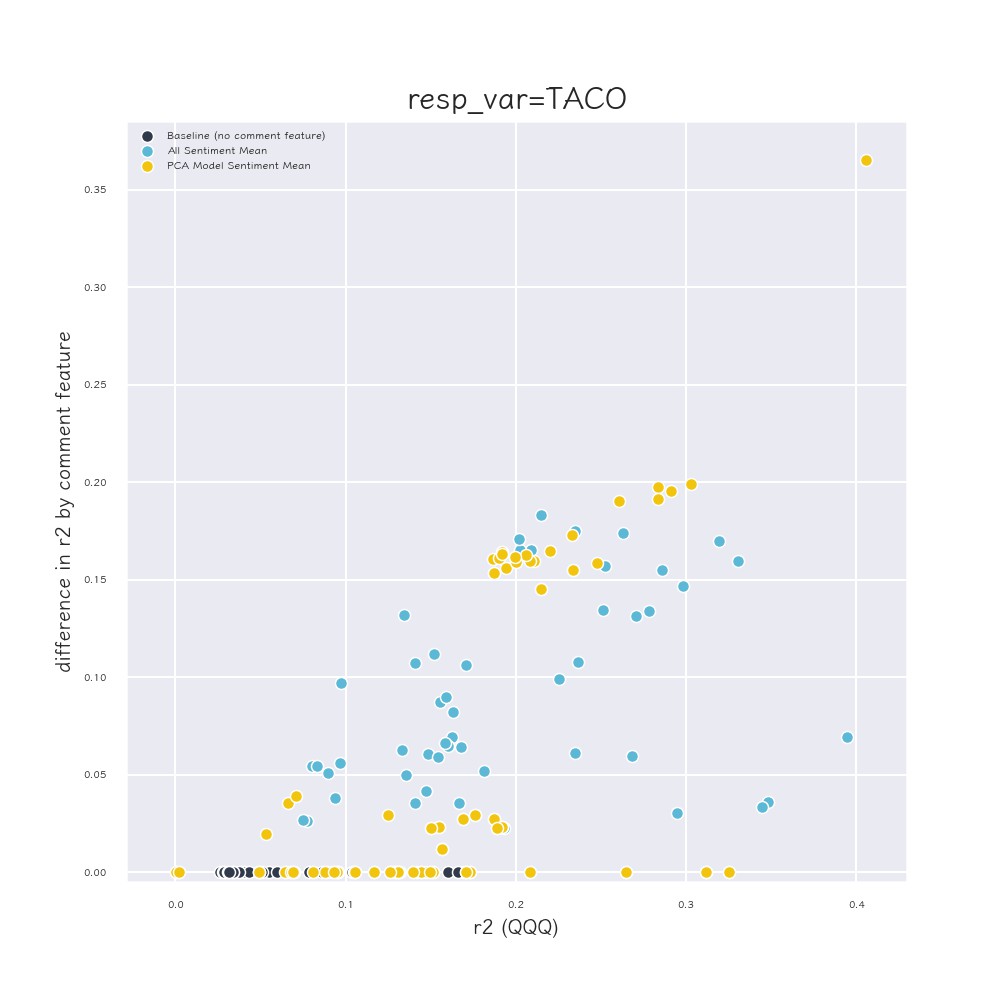 resp_var=TACO
Baseline (no comment feature)
All Sentiment Mean
PCA Model Sentiment Mean
difference in r2 by comment feature
0.35
0.30
0.25
0.20
0.15
0.10
0.05
0.00
0.0 0.1 0.2 0.3 0.4
r2 (QQQ)